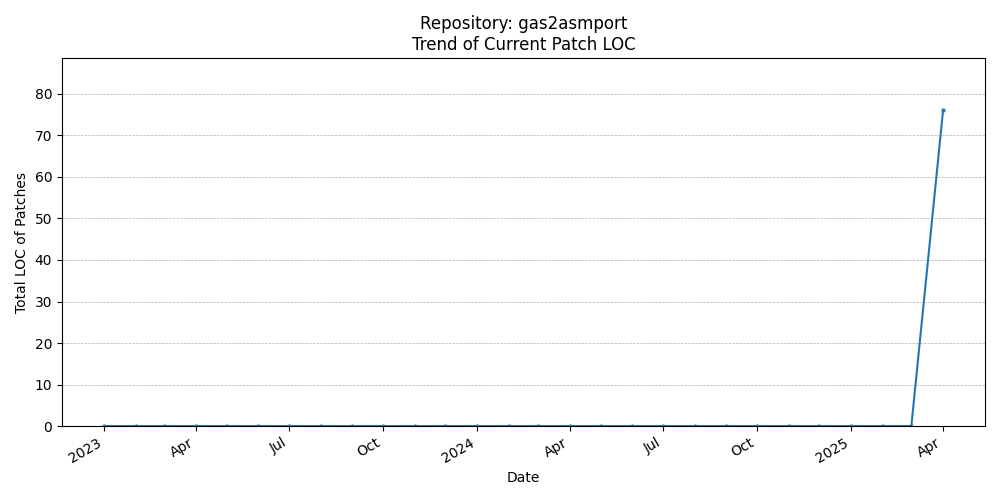 Repository: gas2asmport
Trend of Current Patch LOC
Total LOC of Patches
80
70
60
50
40
30
20
10
0
2023
Apr
Jul
Oct
2024
Apr
Jul
Oct
2025
Apr
Date